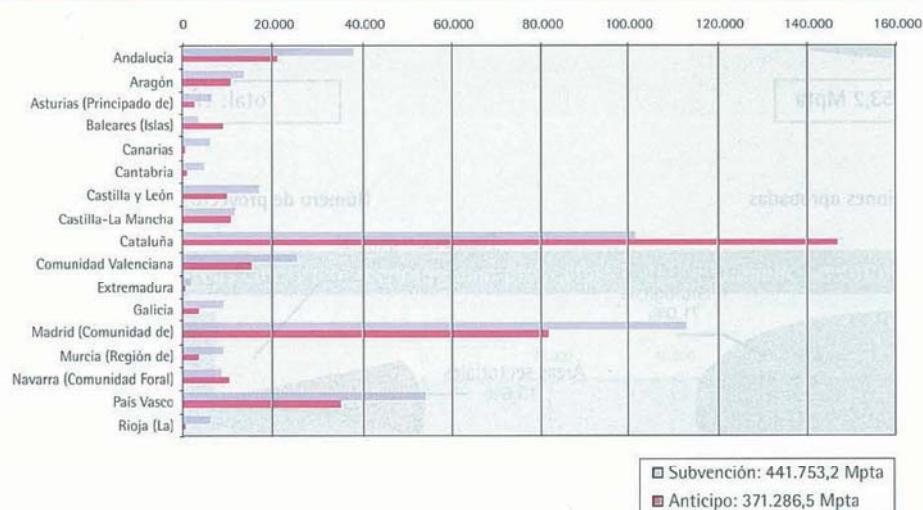 0 20.000 40.000 60.000 80.000 100.000 120.000 140.000 160.000
Andalucía
Aragón
Asturias (Principado de)
Baleares (Islas)
Canarias
Cantabria
Castilla y León
Castilla-La Mancha
Cataluña
Comunidad Valenciana
Extremadura
Galicia
Madrid (Comunidad de)
Murcia (Región de)
Navarra (Comunidad Foral)
País Vasco
Rioja (La)
Subvención: 441.753,2 Mpta
Anticipo: 371.286,5 Mpta